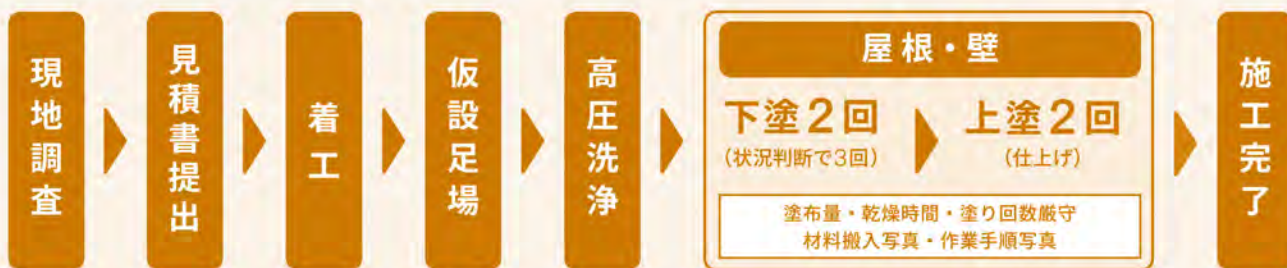 現地調査
見積書提出
着工
仮設足場
高圧洗浄
屋根・壁
下塗2回
(状況判断で3回)
上塗2回
(仕上げ)
塗布量・乾燥時間・塗り回数厳守
材料搬入写真・作業手順写真
施工完了